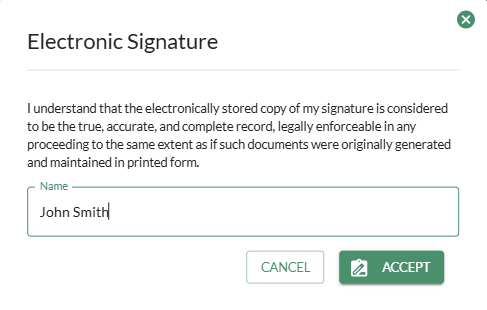 Electronic Signature
I understand that the electronically stored copy of my signature is considered
to be the true, accurate, and complete record, legally enforceable in any
proceeding to the same extent as if such documents were originally generated
and maintained in printed form.
Name
John Smith
CANCEL ACCEPT